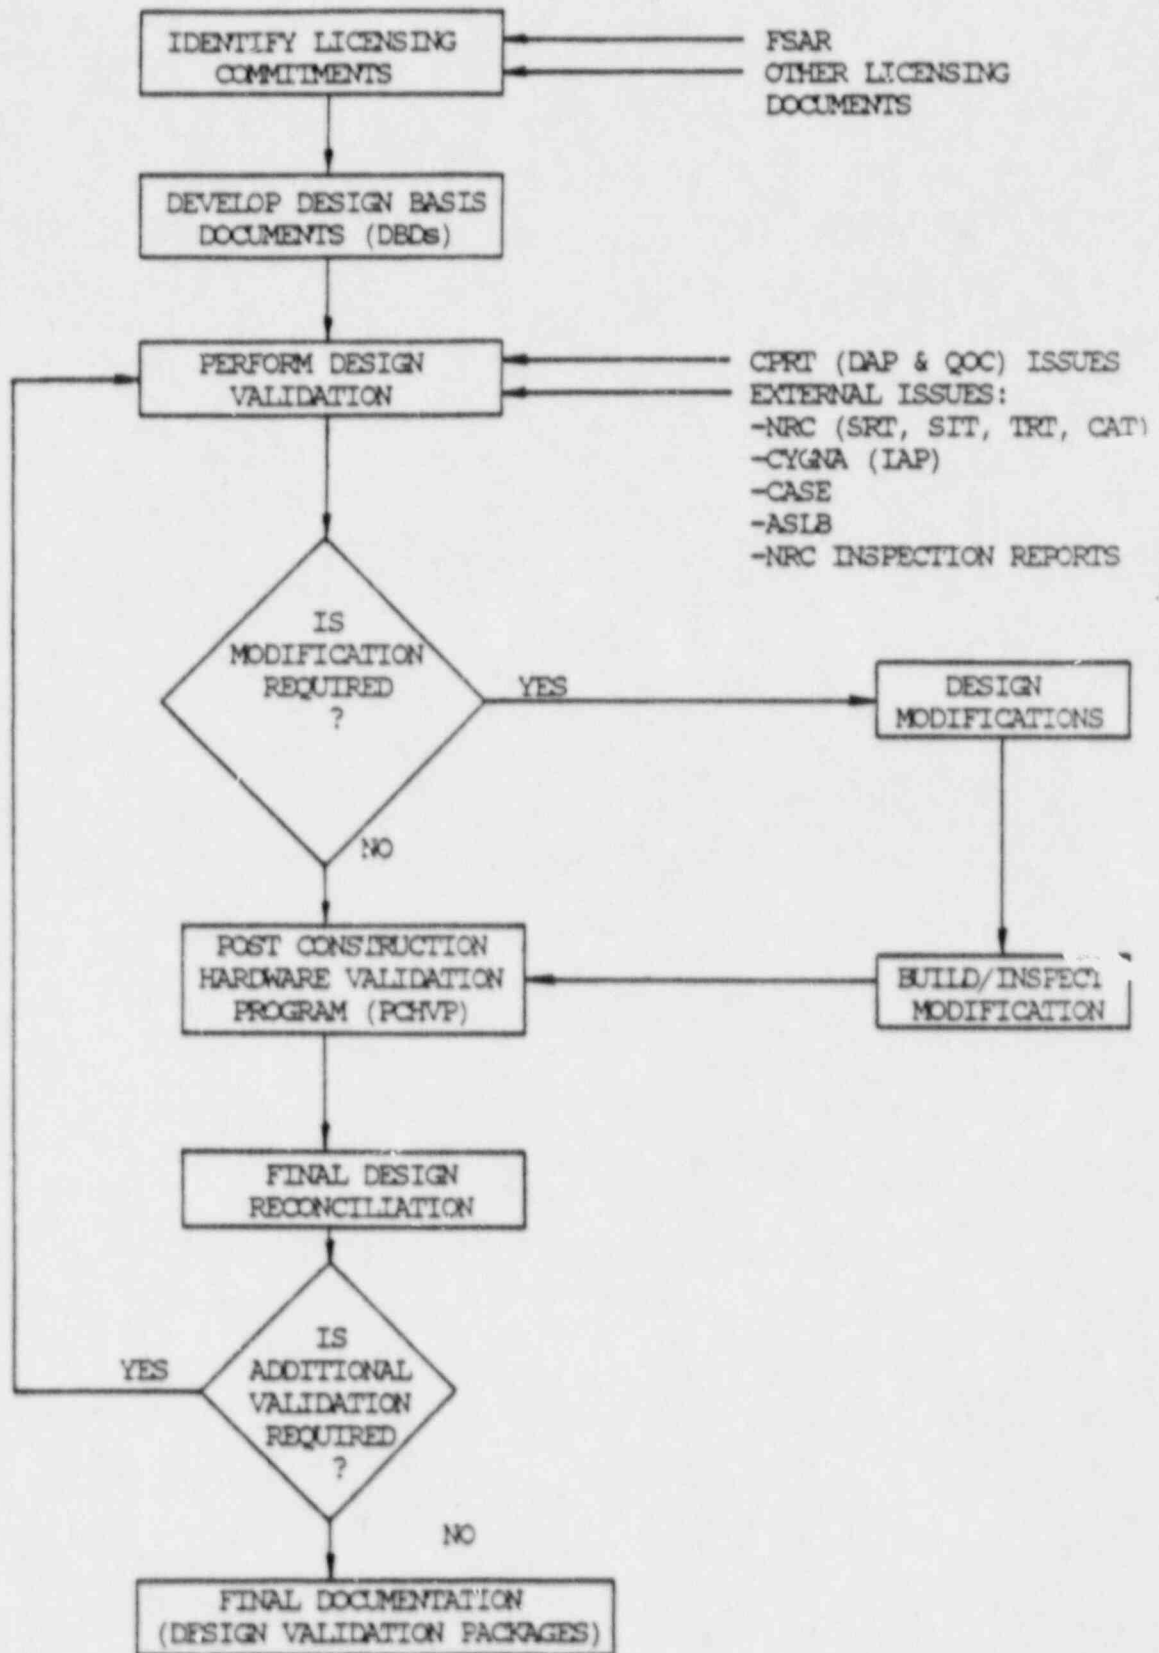 IDENTIFY LICENSING
COMMITMENTS
FSAR
OTHER LICENSING
DOCUMENTS
DEVELOP DESIGN BASIS
DOCUMENTS (DBDs)
PERFORM DESIGN
VALIDATION
CPRT (DAP & QOC) ISSUES
EXTERNAL ISSUES:
-NRC (SRT, SIT, TRT, CAT)
-CYGNA (IAP)
-CASE
-ASLB
-NRC INSPECTION REPORTS
IS
MODIFICATION
REQUIRED
?
YES
DESIGN
MODIFICATIONS
NO
POST CONSTRUCTION
HARDWARE VALIDATION
PROGRAM (PCHVP)
BUILD/INSPECT
MODIFICATION
FINAL DESIGN
RECONCILIATION
IS
ADDITIONAL
VALIDATION
REQUIRED
?
YES
NO
FINAL DOCUMENTATION
(DESIGN VALIDATION PACKAGES)